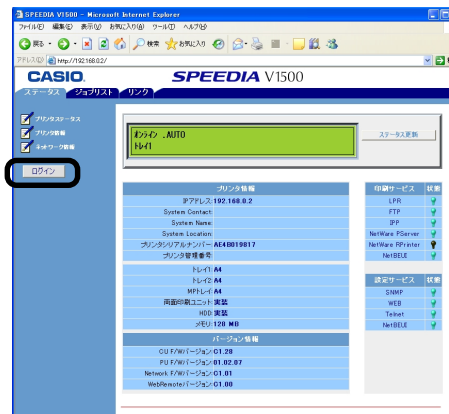 SPEEDIA V1500 - Microsoft Internet Explorer
ファイル(F) 編集(E) 表示(V) お気に入り(A) ツール(T) ヘルプ(H)
戻る 検索 お気に入り
アドレス(D) http://192.168.0.2/
CASIO. SPEEDIA V1500
ステータス ジョブリスト リンク
プリンタステータス
プリンタ情報
ネットワーク情報
ログイン
オンライン .AUTO
トレイ1
ステータス更新
プリンタ情報
IPアドレス: 192.168.0.2
System Contact:
System Name:
System Location:
プリンタシリアルナンバー: AE4B019817
プリンタ管理番号:
トレイ1: A4
トレイ2: A4
MPトレイ: A4
両面印刷ユニット: 実装
HDD: 実装
メモリ: 128 MB
バージョン情報
CU F/Wバージョン: C1.28
PU F/Wバージョン: 01.02.07
Network F/Wバージョン: C1.01
WebRemoteバージョン: C1.00
印刷サービス 状態
LPR
FTP
IPP
NetWare PServer
NetWare RPrinter
NetBEUI
設定サービス 状態
SNMP
WEB
Telnet
NetBEUI